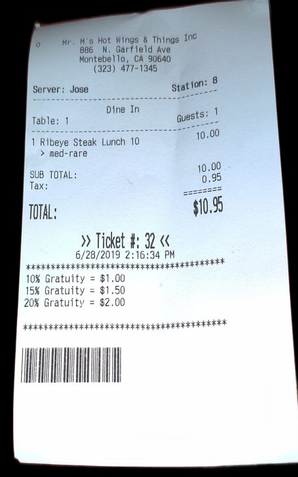 Mr. M's Hot Wings & Things Inc
886 N. Garfield Ave
Montebello, CA 90640
(323) 477-1345
Server: Jose Station: 8
Dine In
Table: 1 Guests: 1
1 Ribeye Steak Lunch 10 10.00
> med-rare
SUB TOTAL: 10.00
Tax: 0.95
========
TOTAL: $10.95
>> Ticket #: 32 <<
6/28/2019 2:16:34 PM
****************************************
10% Gratuity = $1.00
15% Gratuity = $1.50
20% Gratuity = $2.00
****************************************